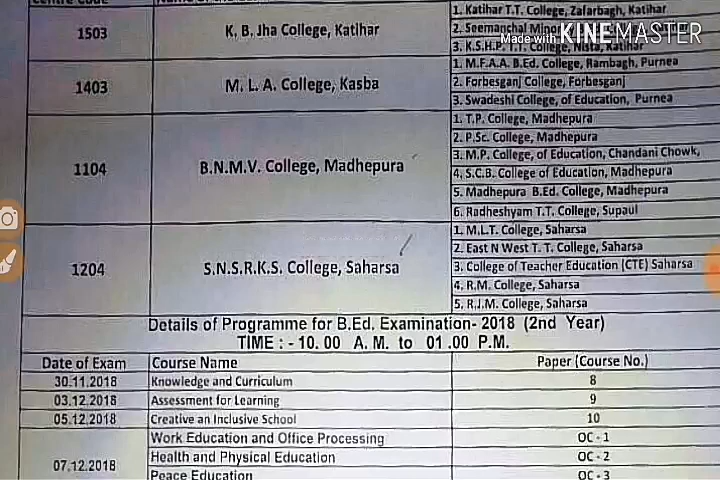 Centre Code
1503
K. B. Jha College, Katihar
1. Katihar T.T. College, Zafarbagh, Katihar
2. Seemanchal
3. K.S.H.P. T.T. College, Nista, Katihar
Made with KINEMASTER
1403
M. L. A. College, Kasba
1. M.F.A.A. B.Ed. College, Rambagh, Purnea
2. Forbesganj College, Forbesganj
3. Swadeshi College, of Education, Purnea
1104
B.N.M.V. College, Madhepura
1. T.P. College, Madhepura
2. P.Sc. College, Madhepura
3. M.P. College, of Education, Chandani Chowk,
4, S.C.B. College of Education, Madhepura
5. Madhepura B.Ed. College, Madhepura
6. Radheshyam T.T. College, Supaul
1204
S.N.S.R.K.S. College, Saharsa
1. M.L.T. College, Saharsa
2. East N West T. T. College, Saharsa
3. College of Teacher Education (CTE) Saharsa
4. R.M. College, Saharsa
5. R.J.M. College, Saharsa
Details of Programme for B.Ed. Examination- 2018 (2nd Year)
TIME : - 10. 00 A. M. to 01 .00 P.M.
Date of Exam Course Name Paper (Course No.)
30.11.2018 Knowledge and Curriculum 8
03.12.2018 Assessment for Learning 9
05.12.2018 Creative an Inclusive School 10
07.12.2018
Work Education and Office Processing OC - 1
Health and Physical Education OC - 2
Peace Education OC - 3